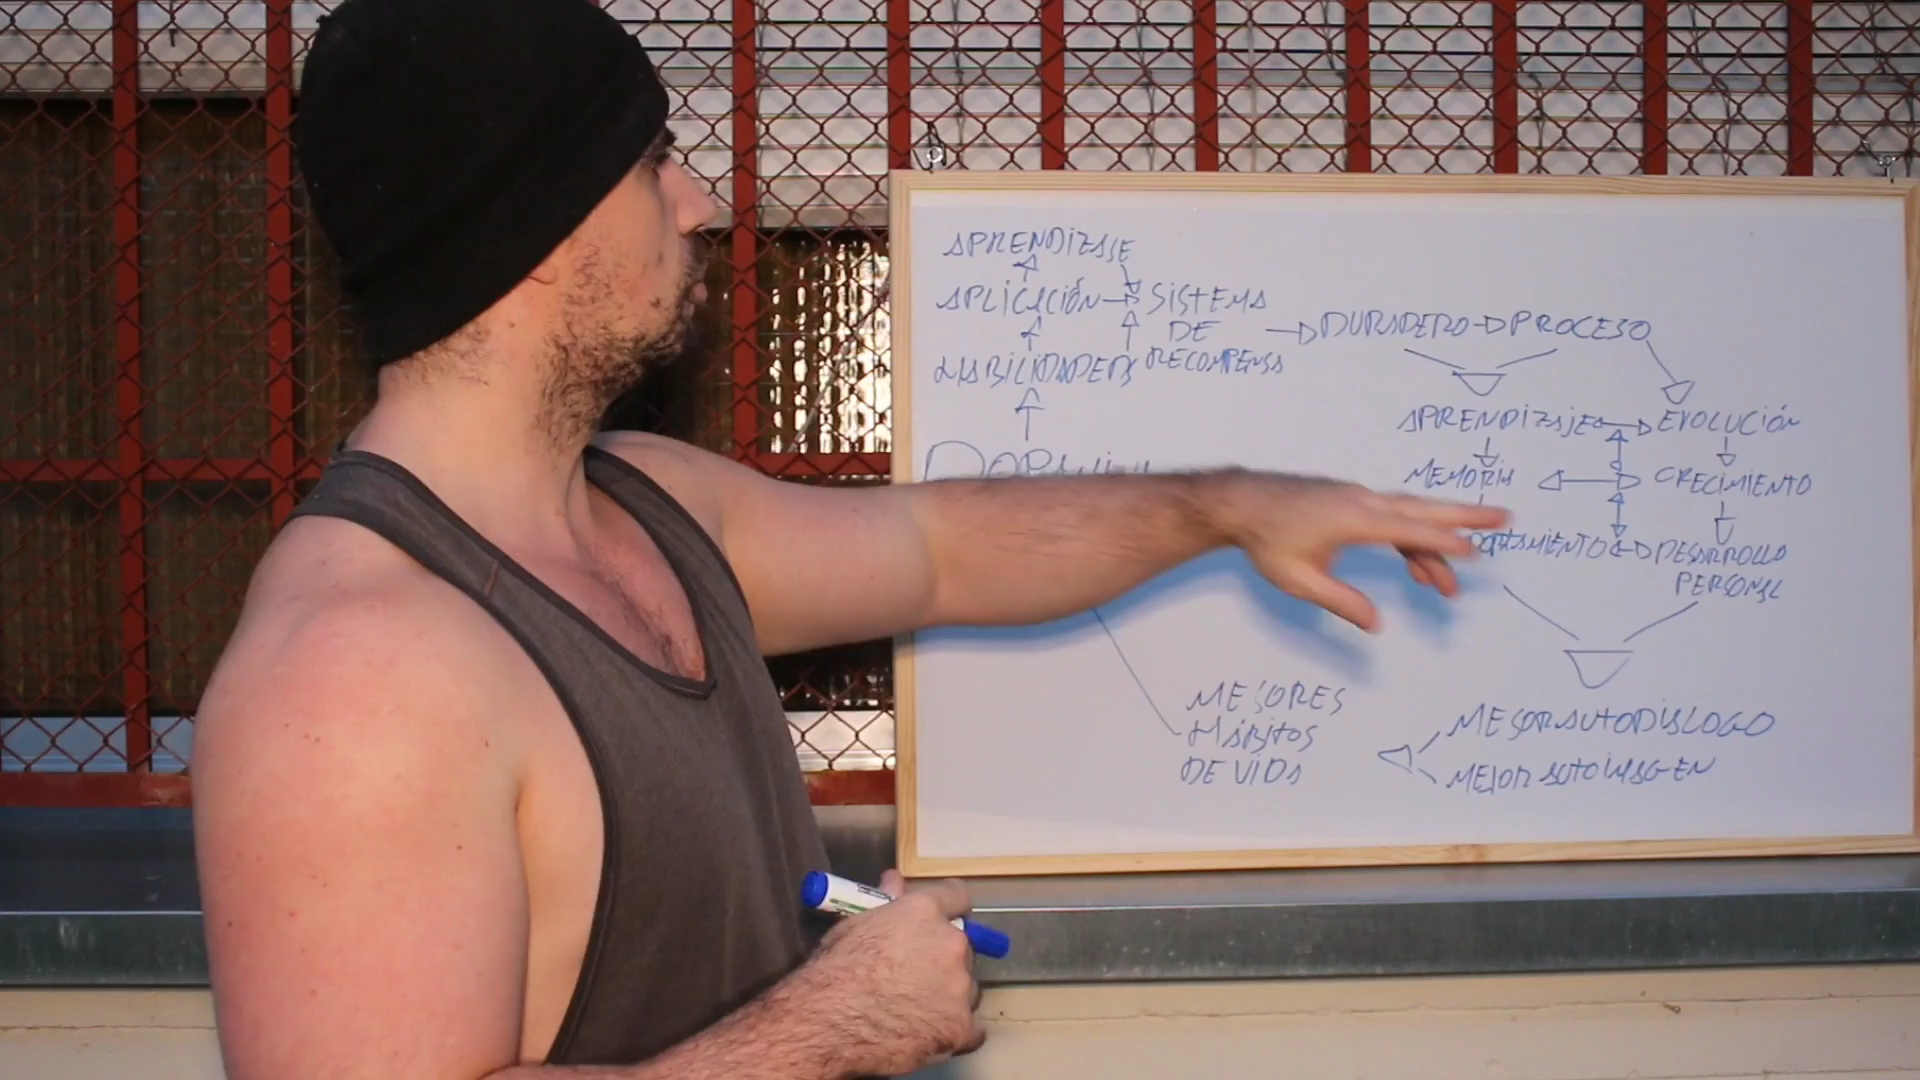 APRENDIZAJE
APLICACIÓN SISTEMA
DE
HABILIDADES RECOMPENSA
DURADERO PROCESO
APRENDIZAJE EVOLUCIÓN
MEMORIA CRECIMIENTO
DESARROLLO
PERSONAL
MEJORES
HÁBITOS
DE VIDA
MEJOR AUTODIALOGO
MEJOR AUTOIMAGEN